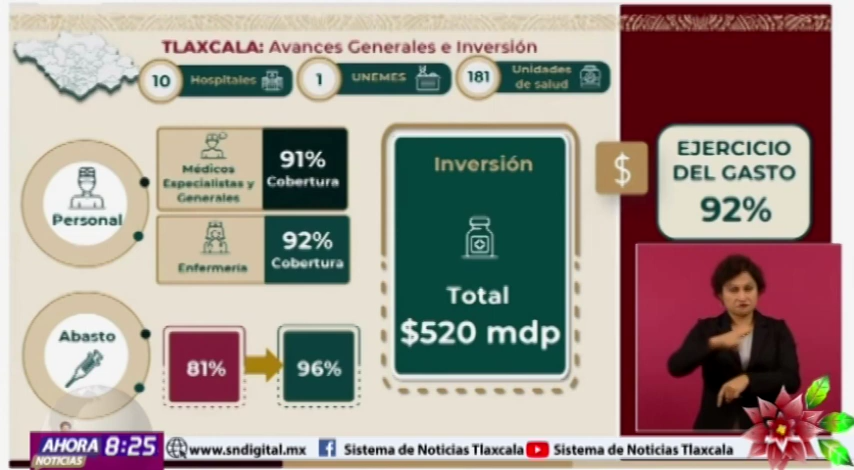 TLAXCALA: Avances Generales e Inversión
10 Hospitales
1 UNEMES
181 Unidades
de salud
Personal
Médicos
Especialistas y
Generales
91%
Cobertura
Enfermería
92%
Cobertura
Abasto
81%
96%
Inversión
Total
$520 mdp
$
EJERCICIO
DEL GASTO
92%
AHORA 8:25
NOTICIAS
www.sndigital.mx
f Sistema de Noticias Tlaxcala
Sistema de Noticias Tlaxcala